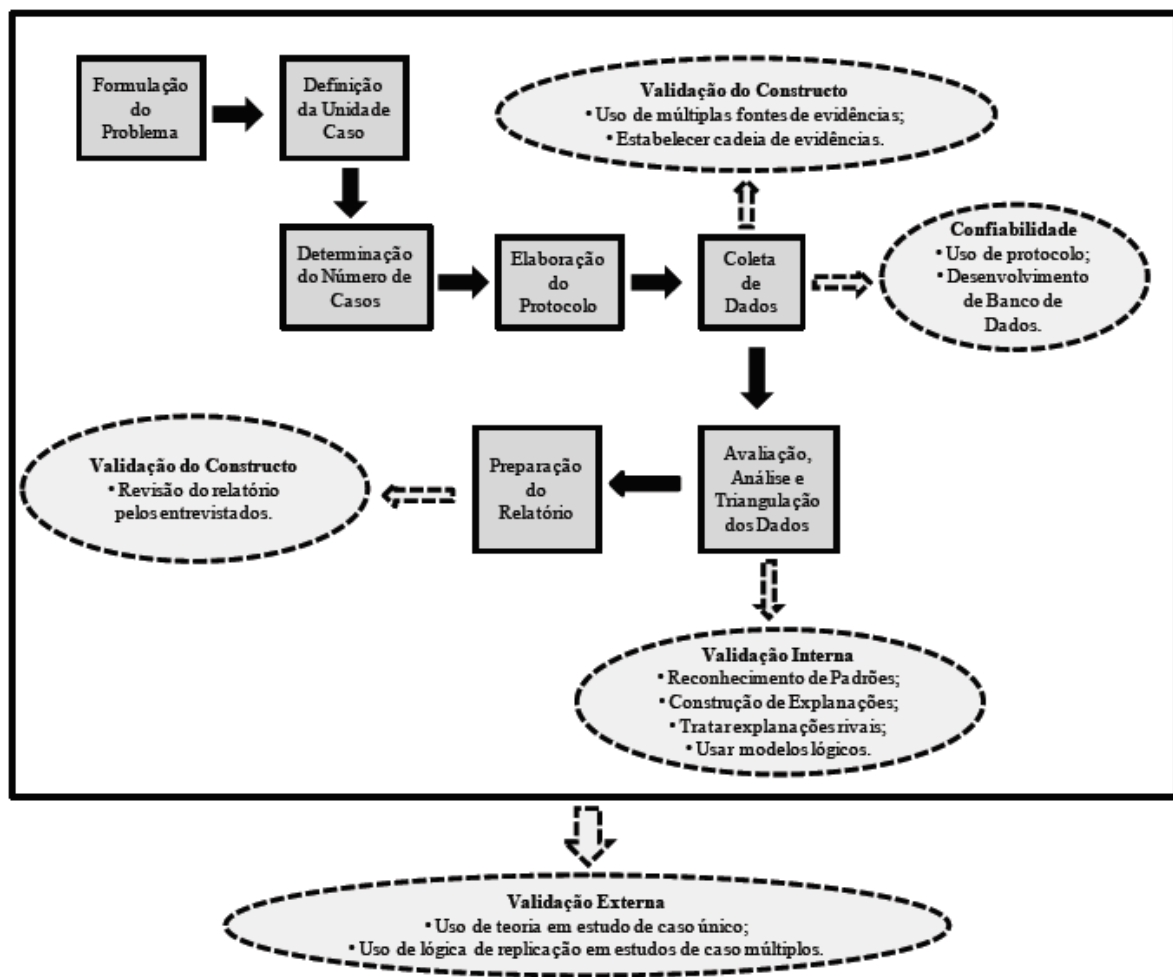 Formulação
do
Problema
Definição
da Unidade
Caso
Validação do Constructo
• Uso de múltiplas fontes de evidências;
• Estabelecer cadeia de evidências.
Determinação
do Número de
Casos
Elaboração
do
Protocolo
Coleta
de
Dados
Confiabilidade
• Uso de protocolo;
• Desenvolvimento
de Banco de
Dados.
Validação do Constructo
• Revisão do relatório
pelos entrevistados.
Preparação
do
Relatório
Avaliação,
Análise e
Triangulação
dos Dados
Validação Interna
• Reconhecimento de Padrões;
• Construção de Explanações;
• Tratar explanações rivais;
• Usar modelos lógicos.
Validação Externa
• Uso de teoria em estudo de caso único;
• Uso de lógica de replicação em estudos de caso múltiplos.